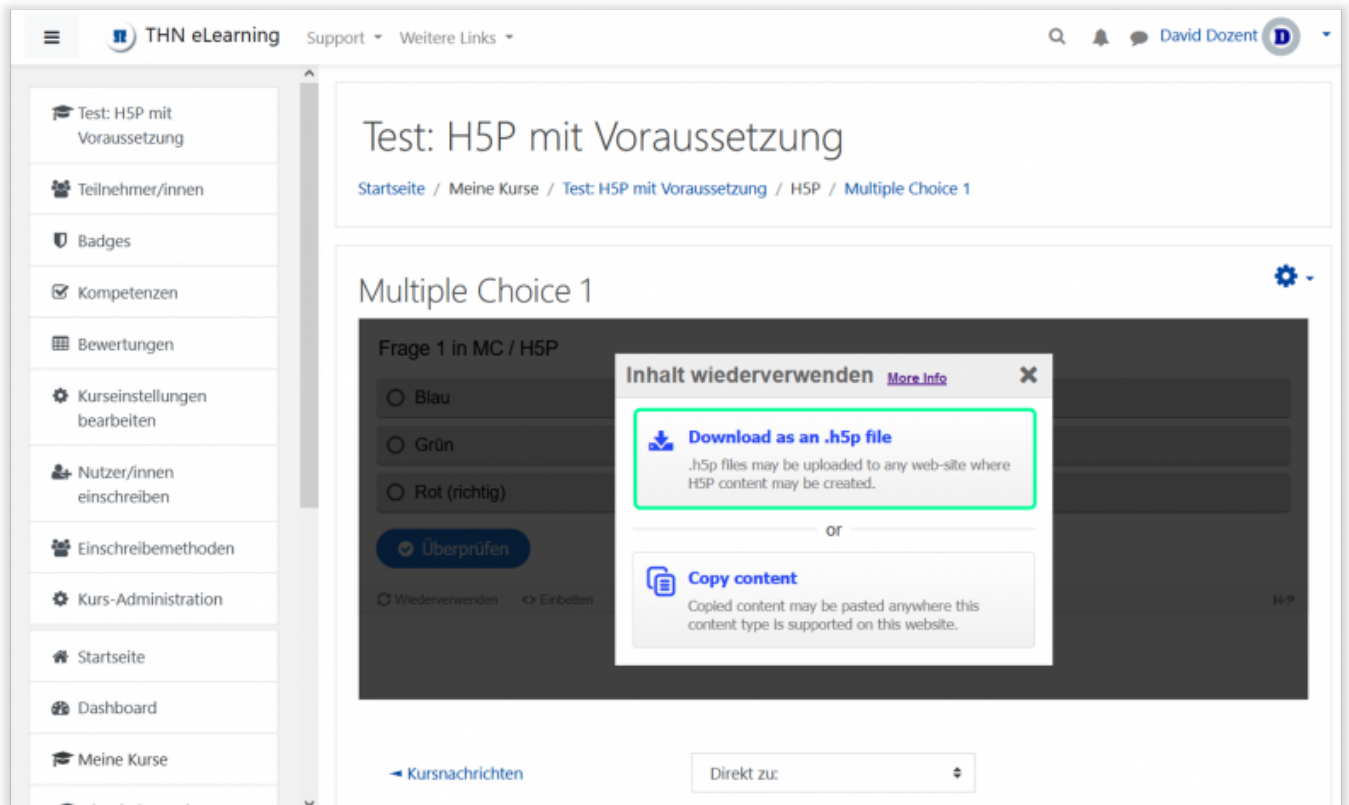 THN eLearning Support Weitere Links David Dozent D
Test: H5P mit
Voraussetzung
Teilnehmer/innen
Badges
Kompetenzen
Bewertungen
Kurseinstellungen
bearbeiten
Nutzer/innen
einschreiben
Einschreibemethoden
Kurs-Administration
Startseite
Dashboard
Meine Kurse
Test: H5P mit Voraussetzung
Startseite / Meine Kurse / Test: H5P mit Voraussetzung / H5P / Multiple Choice 1
Multiple Choice 1
Frage 1 in MC / H5P
Blau
Grün
Rot (richtig)
Überprüfen
Wiederverwenden <> Einbetten
H5P
Inhalt wiederverwenden More Info
Download as an .h5p file
.h5p files may be uploaded to any web-site where
H5P content may be created.
or
Copy content
Copied content may be pasted anywhere this
content type is supported on this website.
Kursnachrichten
Direkt zu: